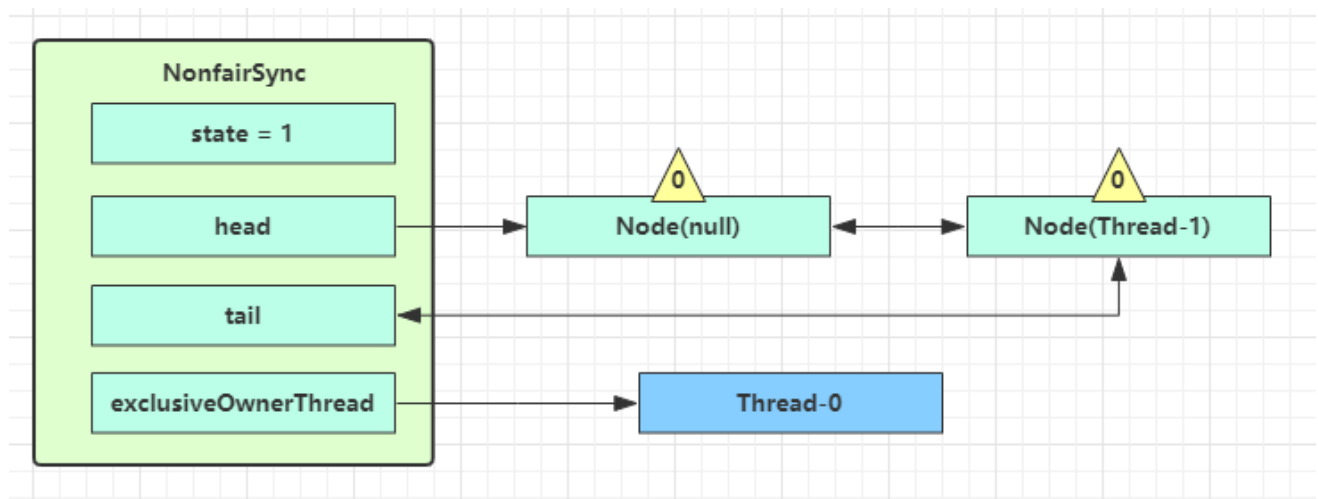 NonfairSync
state = 1
head
tail
exclusiveOwnerThread
0
Node(null)
0
Node(Thread-1)
Thread-0